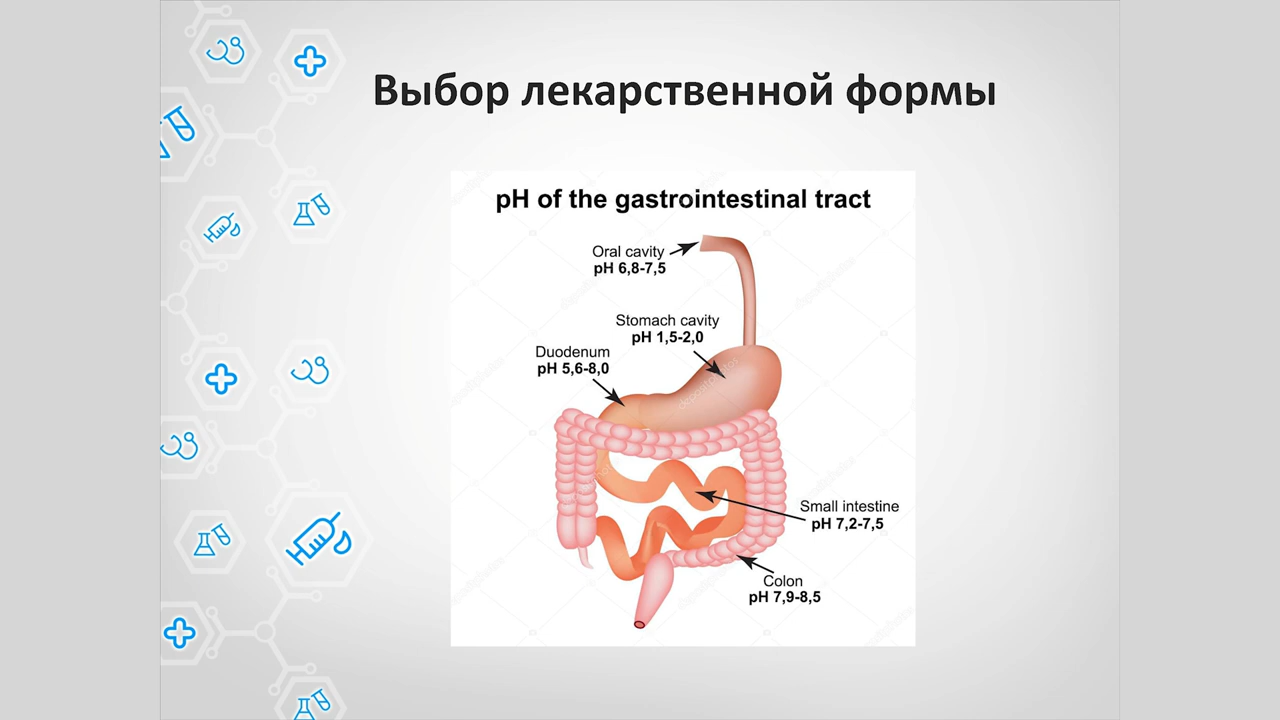 Выбор лекарственной формы
pH of the gastrointestinal tract
Oral cavity
pH 6,8-7,5
Stomach cavity
pH 1,5-2,0
Duodenum
pH 5,6-8,0
Small intestine
pH 7,2-7,5
Colon
pH 7,9-8,5